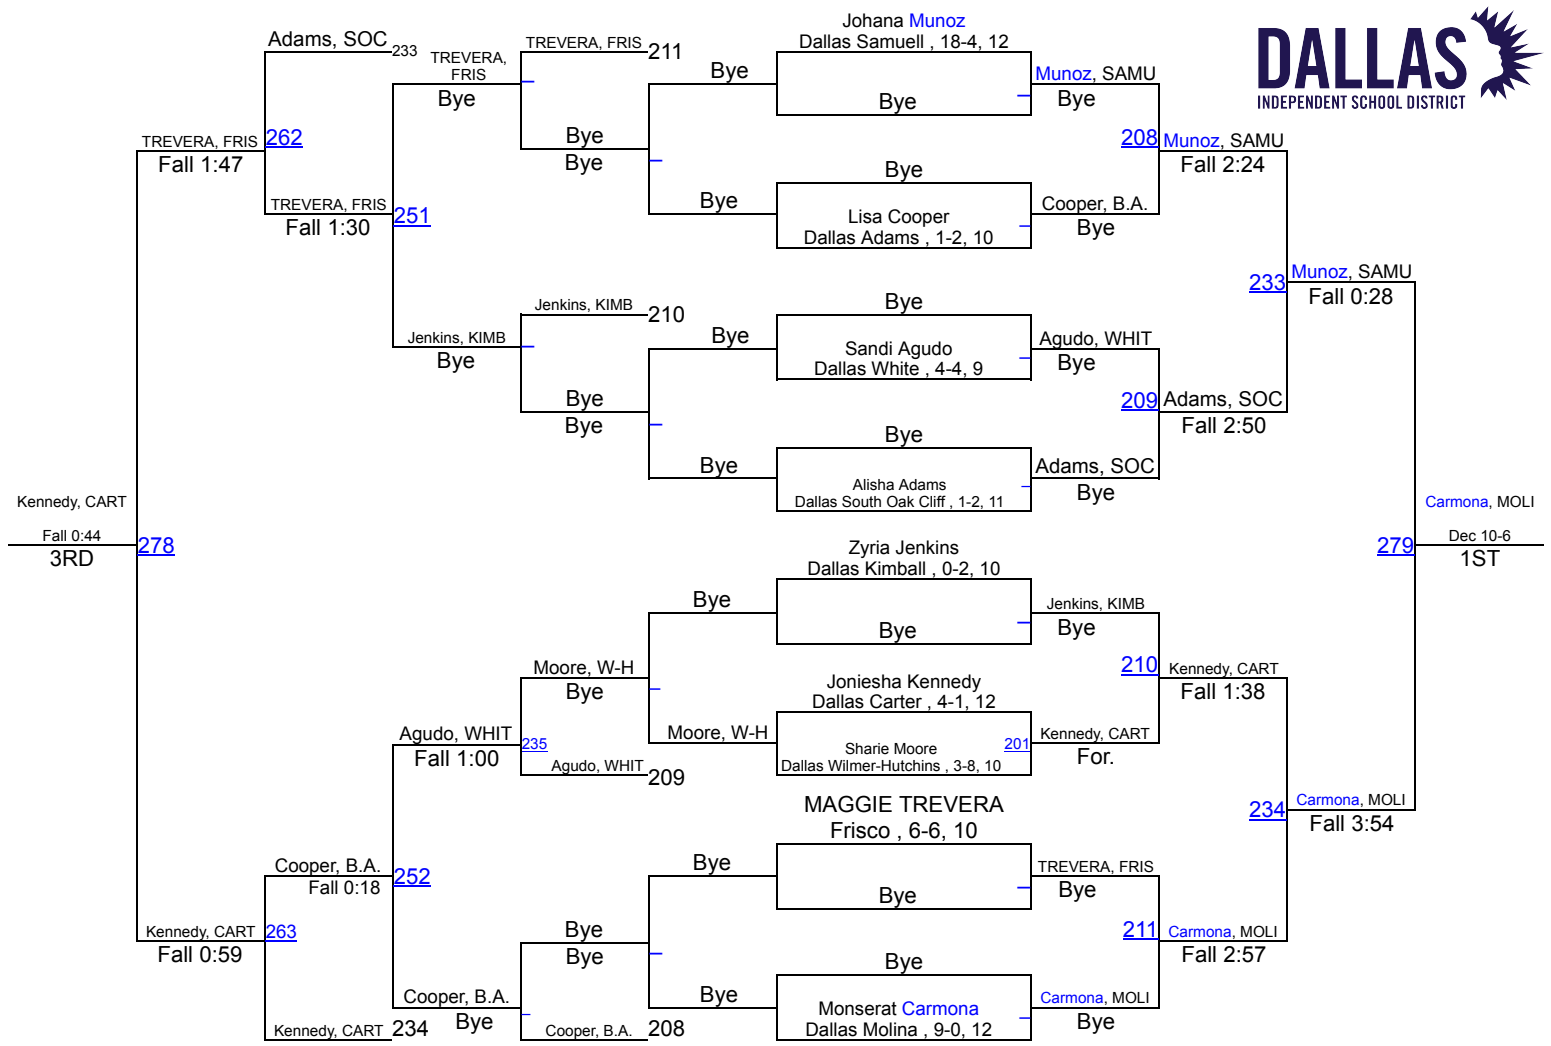 Johana Munoz
Dallas Samuell , 18-4, 12
DALLAS
INDEPENDENT SCHOOL DISTRICT
Adams, SOC 233
TREVERA,
FRIS
Bye
TREVERA, FRIS 211
Bye
Bye
Munoz, SAMU
Bye
TREVERA, FRIS
Fall 1:47
262
Bye
Bye
208
Munoz, SAMU
Fall 2:24
TREVERA, FRIS
Fall 1:30
251
Bye
Bye
Lisa Cooper
Dallas Adams , 1-2, 10
Cooper, B.A.
Bye
233
Munoz, SAMU
Fall 0:28
Jenkins, KIMB 210
Bye
Jenkins, KIMB
Bye
Bye
Sandi Agudo
Dallas White , 4-4, 9
Agudo, WHIT
Bye
Bye
Bye
209
Adams, SOC
Fall 2:50
Bye
Bye
Alisha Adams
Dallas South Oak Cliff , 1-2, 11
Adams, SOC
Bye
Kennedy, CART
Fall 0:44
3RD
278
Carmona, MOLI
279
Dec 10-6
1ST
Zyria Jenkins
Dallas Kimball , 0-2, 10
Bye
Bye
Jenkins, KIMB
Bye
Moore, W-H
Bye
210
Kennedy, CART
Fall 1:38
Joniesha Kennedy
Dallas Carter , 4-1, 12
Agudo, WHIT
Fall 1:00
235
Moore, W-H
Sharie Moore
Dallas Wilmer-Hutchins , 3-8, 10
201
Kennedy, CART
For.
Agudo, WHIT 209
MAGGIE TREVERA
Frisco , 6-6, 10
234
Carmona, MOLI
Fall 3:54
Cooper, B.A.
Fall 0:18
252
Bye
Bye
TREVERA, FRIS
Bye
Kennedy, CART
Fall 0:59
263
Bye
Bye
211
Carmona, MOLI
Fall 2:57
Bye
Cooper, B.A.
Bye
Bye
Monserat Carmona
Dallas Molina , 9-0, 12
Carmona, MOLI
Bye
Kennedy, CART 234
Cooper, B.A. 208